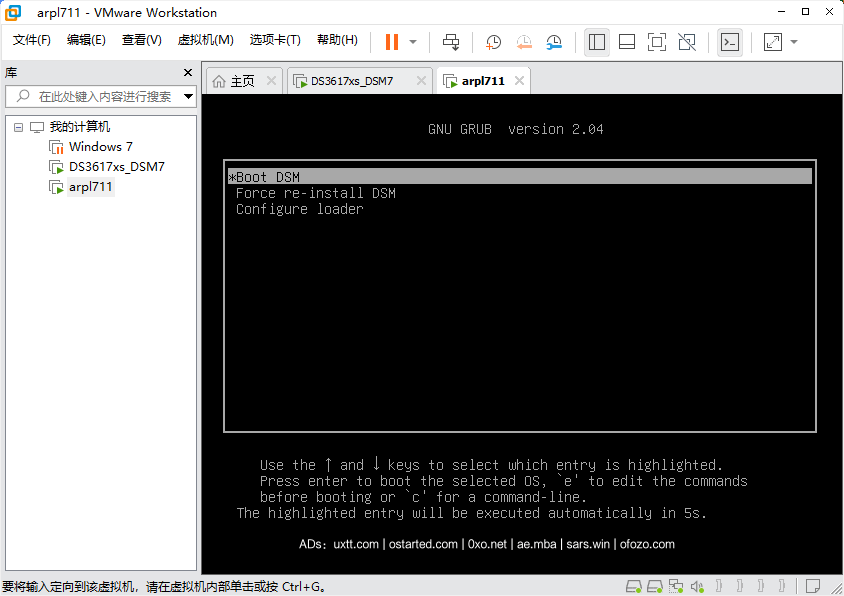 arpl711 - VMware Workstation
文件(F) 编辑(E) 查看(V) 虚拟机(M) 选项卡(T) 帮助(H)
库
在此处键入内容进行搜索
我的计算机
Windows 7
DS3617xs_DSM7
arpl711
主页 DS3617xs_DSM7 arpl711
GNU GRUB version 2.04
*Boot DSM
Force re-install DSM
Configure loader
Use the ↑ and ↓ keys to select which entry is highlighted.
Press enter to boot the selected OS, `e' to edit the commands
before booting or `c' for a command-line.
The highlighted entry will be executed automatically in 5s.
ADs：uxtt.com | ostarted.com | 0xo.net | ae.mba | sars.win | ofozo.com
要将输入定向到该虚拟机，请在虚拟机内部单击或按 Ctrl+G。